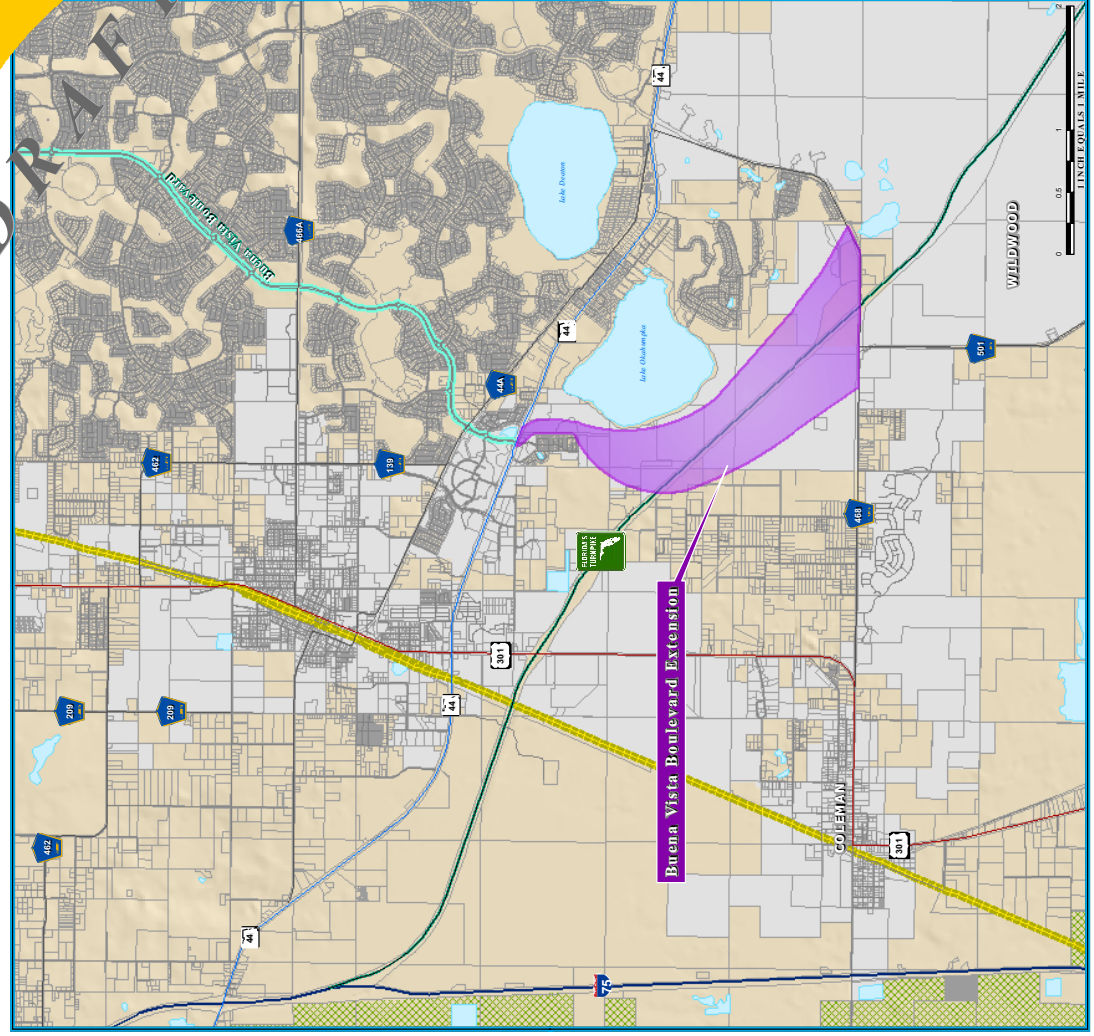 DRAFT
Buena Vista Boulevard
466A
44
Lake Deaton
44
Lake Okahumpka
44A
462
139
501
WILDWOOD
0
0.5
1
2
1 INCH EQUALS 1 MILE
468
FLORIDA'S
TURNPIKE
Buena Vista Boulevard Extension
301
44
209
209
462
COLEMAN
301
44
75